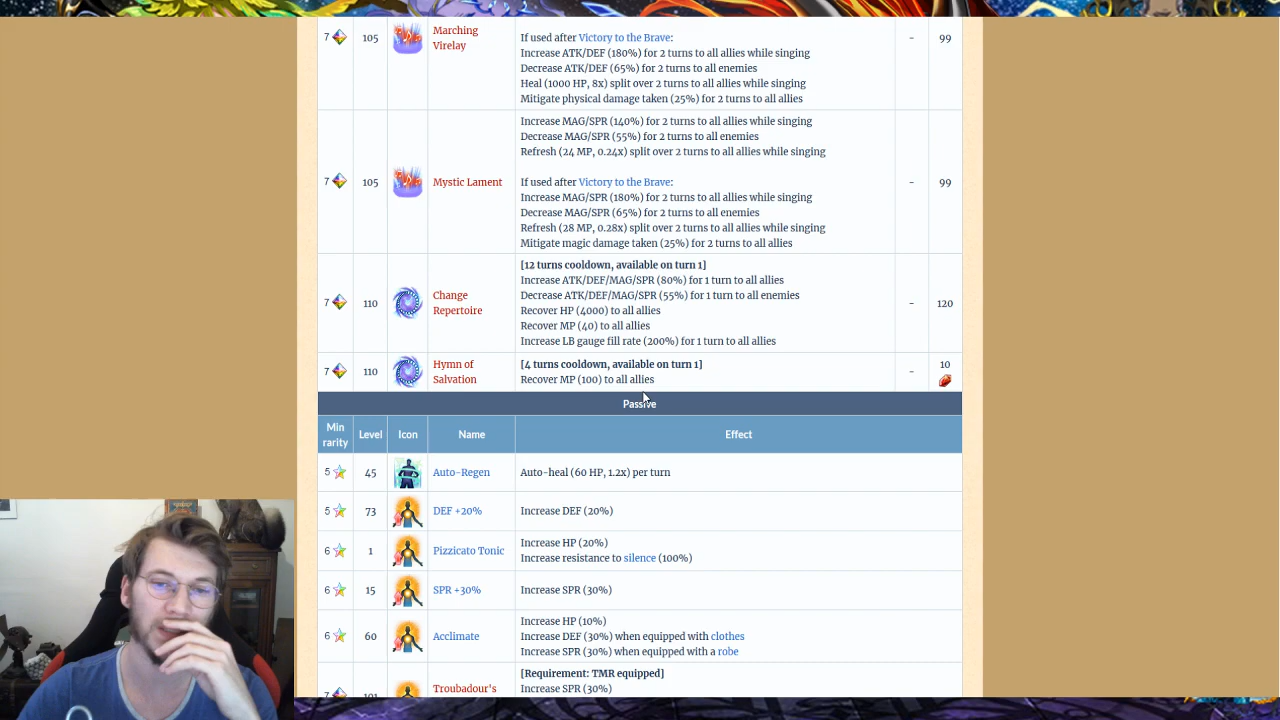 7 105 Marching Virelay - 99
If used after Victory to the Brave:
Increase ATK/DEF (180%) for 2 turns to all allies while singing
Decrease ATK/DEF (65%) for 2 turns to all enemies
Heal (1000 HP, 8x) split over 2 turns to all allies while singing
Mitigate physical damage taken (25%) for 2 turns to all allies
7 105 Mystic Lament - 99
Increase MAG/SPR (140%) for 2 turns to all allies while singing
Decrease MAG/SPR (55%) for 2 turns to all enemies
Refresh (24 MP, 0.24x) split over 2 turns to all allies while singing
If used after Victory to the Brave:
Increase MAG/SPR (180%) for 2 turns to all allies while singing
Decrease MAG/SPR (65%) for 2 turns to all enemies
Refresh (28 MP, 0.28x) split over 2 turns to all allies while singing
Mitigate magic damage taken (25%) for 2 turns to all allies
7 110 Change Repertoire - 120
[12 turns cooldown, available on turn 1]
Increase ATK/DEF/MAG/SPR (80%) for 1 turn to all allies
Decrease ATK/DEF/MAG/SPR (55%) for 1 turn to all enemies
Recover HP (4000) to all allies
Recover MP (40) to all allies
Increase LB gauge fill rate (200%) for 1 turn to all allies
7 110 Hymn of Salvation - 10
[4 turns cooldown, available on turn 1]
Recover MP (100) to all allies
Passive
Min rarity Level Icon Name Effect
5 45 Auto-Regen Auto-heal (60 HP, 1.2x) per turn
5 73 DEF +20% Increase DEF (20%)
6 1 Pizzicato Tonic
Increase HP (20%)
Increase resistance to silence (100%)
6 15 SPR +30% Increase SPR (30%)
6 60 Acclimate
Increase HP (10%)
Increase DEF (30%) when equipped with clothes
Increase SPR (30%) when equipped with a robe
7 101 Troubadour's
[Requirement: TMR equipped]
Increase SPR (30%)